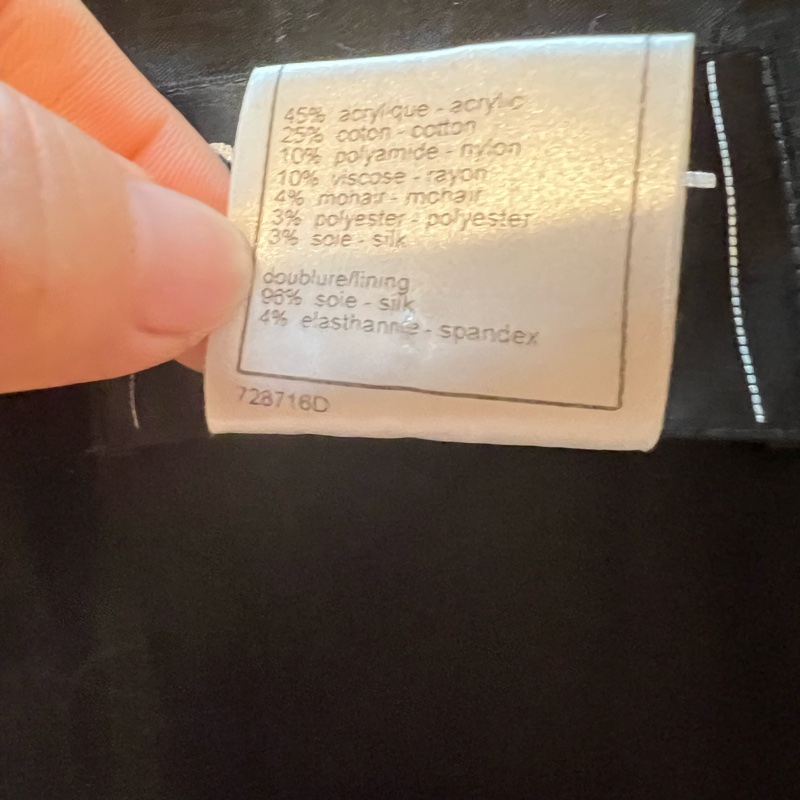 45% acrylique - acrylic
25% coton - cotton
10% polyamide - nylon
10% viscose - rayon
4% mohair - mohair
3% polyester - polyester
3% soie - silk
doublure/lining
96% soie - silk
4% elasthanne - spandex
728716D